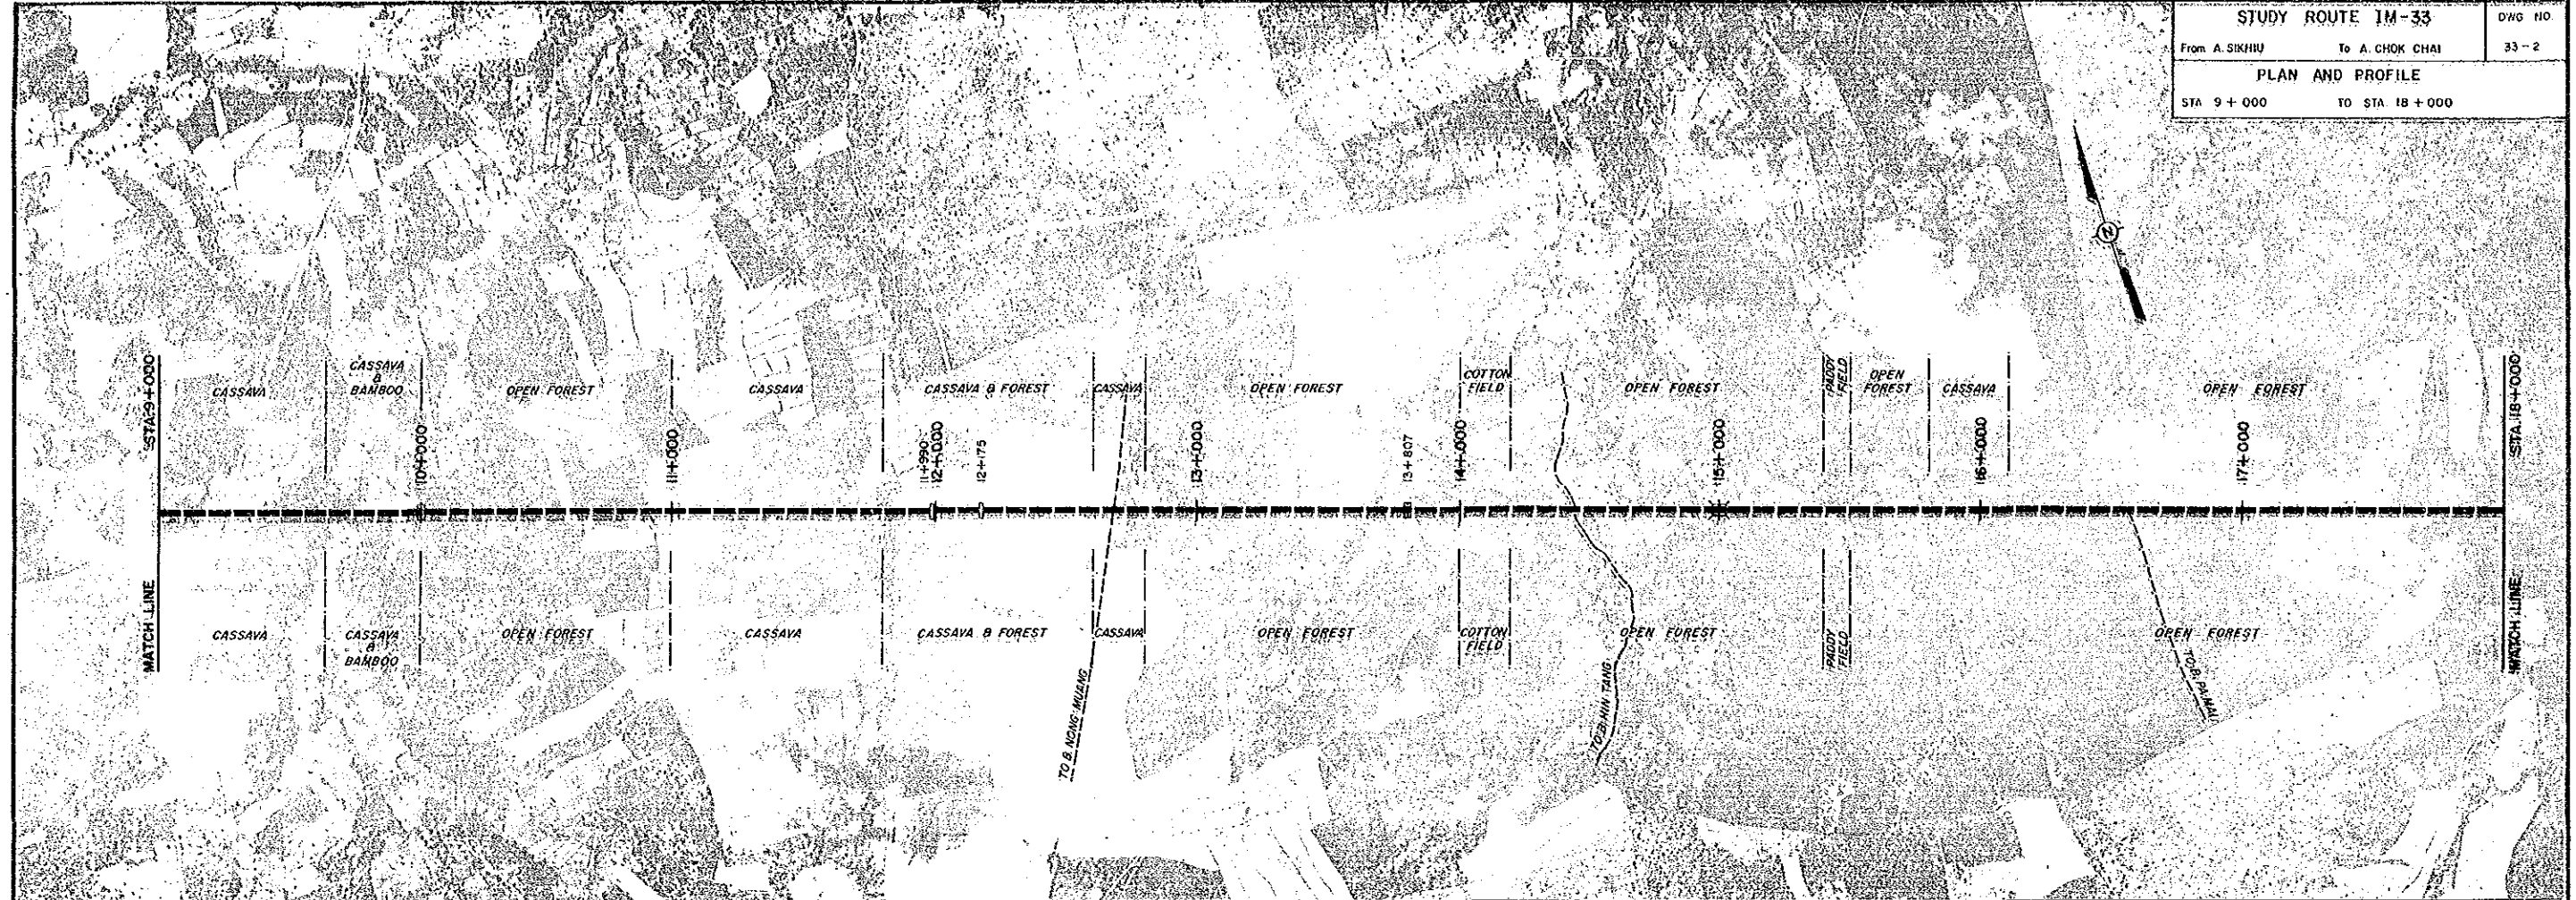 STUDY ROUTE IM-33
DWG NO.
From A. SIKHIU To A. CHOK CHAI
33-2
PLAN AND PROFILE
STA 9+000 TO STA 18+000
N
STA.9+000
CASSAVA
CASSAVA
&
BAMBOO
OPEN FOREST
CASSAVA
CASSAVA & FOREST
CASSAVA
OPEN FOREST
COTTON
FIELD
OPEN FOREST
PADDY
FIELD
OPEN
FOREST
CASSAVA
OPEN FOREST
STA.18+000
10+000
11+000
11+990
12+000
12+175
13+000
13+807
14+000
15+000
16+000
17+000
MATCH LINE
CASSAVA
CASSAVA
&
BAMBOO
OPEN FOREST
CASSAVA
CASSAVA & FOREST
CASSAVA
OPEN FOREST
COTTON
FIELD
OPEN FOREST
PADDY
FIELD
OPEN FOREST
MATCH LINE
TO B. NONG MUANG
TO B. HIN TANG
TO B.